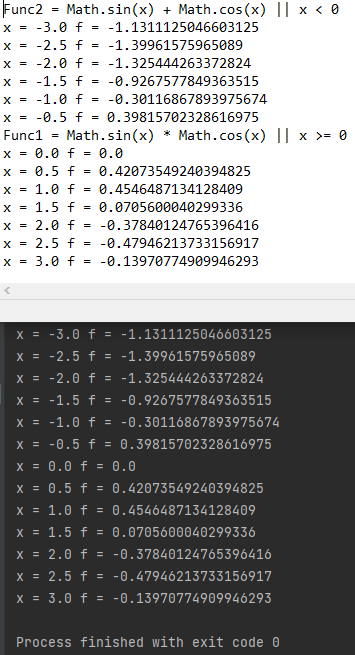 Func2 = Math.sin(x) + Math.cos(x) || x < 0
x = -3.0 f = -1.1311125046603125
x = -2.5 f = -1.39961575965089
x = -2.0 f = -1.325444263372824
x = -1.5 f = -0.9267577849363515
x = -1.0 f = -0.30116867893975674
x = -0.5 f = 0.39815702328616975
Func1 = Math.sin(x) * Math.cos(x) || x >= 0
x = 0.0 f = 0.0
x = 0.5 f = 0.42073549240394825
x = 1.0 f = 0.4546487134128409
x = 1.5 f = 0.0705600040299336
x = 2.0 f = -0.37840124765396416
x = 2.5 f = -0.47946213733156917
x = 3.0 f = -0.13970774909946293
x = -3.0 f = -1.1311125046603125
x = -2.5 f = -1.39961575965089
x = -2.0 f = -1.325444263372824
x = -1.5 f = -0.9267577849363515
x = -1.0 f = -0.30116867893975674
x = -0.5 f = 0.39815702328616975
x = 0.0 f = 0.0
x = 0.5 f = 0.42073549240394825
x = 1.0 f = 0.4546487134128409
x = 1.5 f = 0.0705600040299336
x = 2.0 f = -0.37840124765396416
x = 2.5 f = -0.47946213733156917
x = 3.0 f = -0.13970774909946293
Process finished with exit code 0